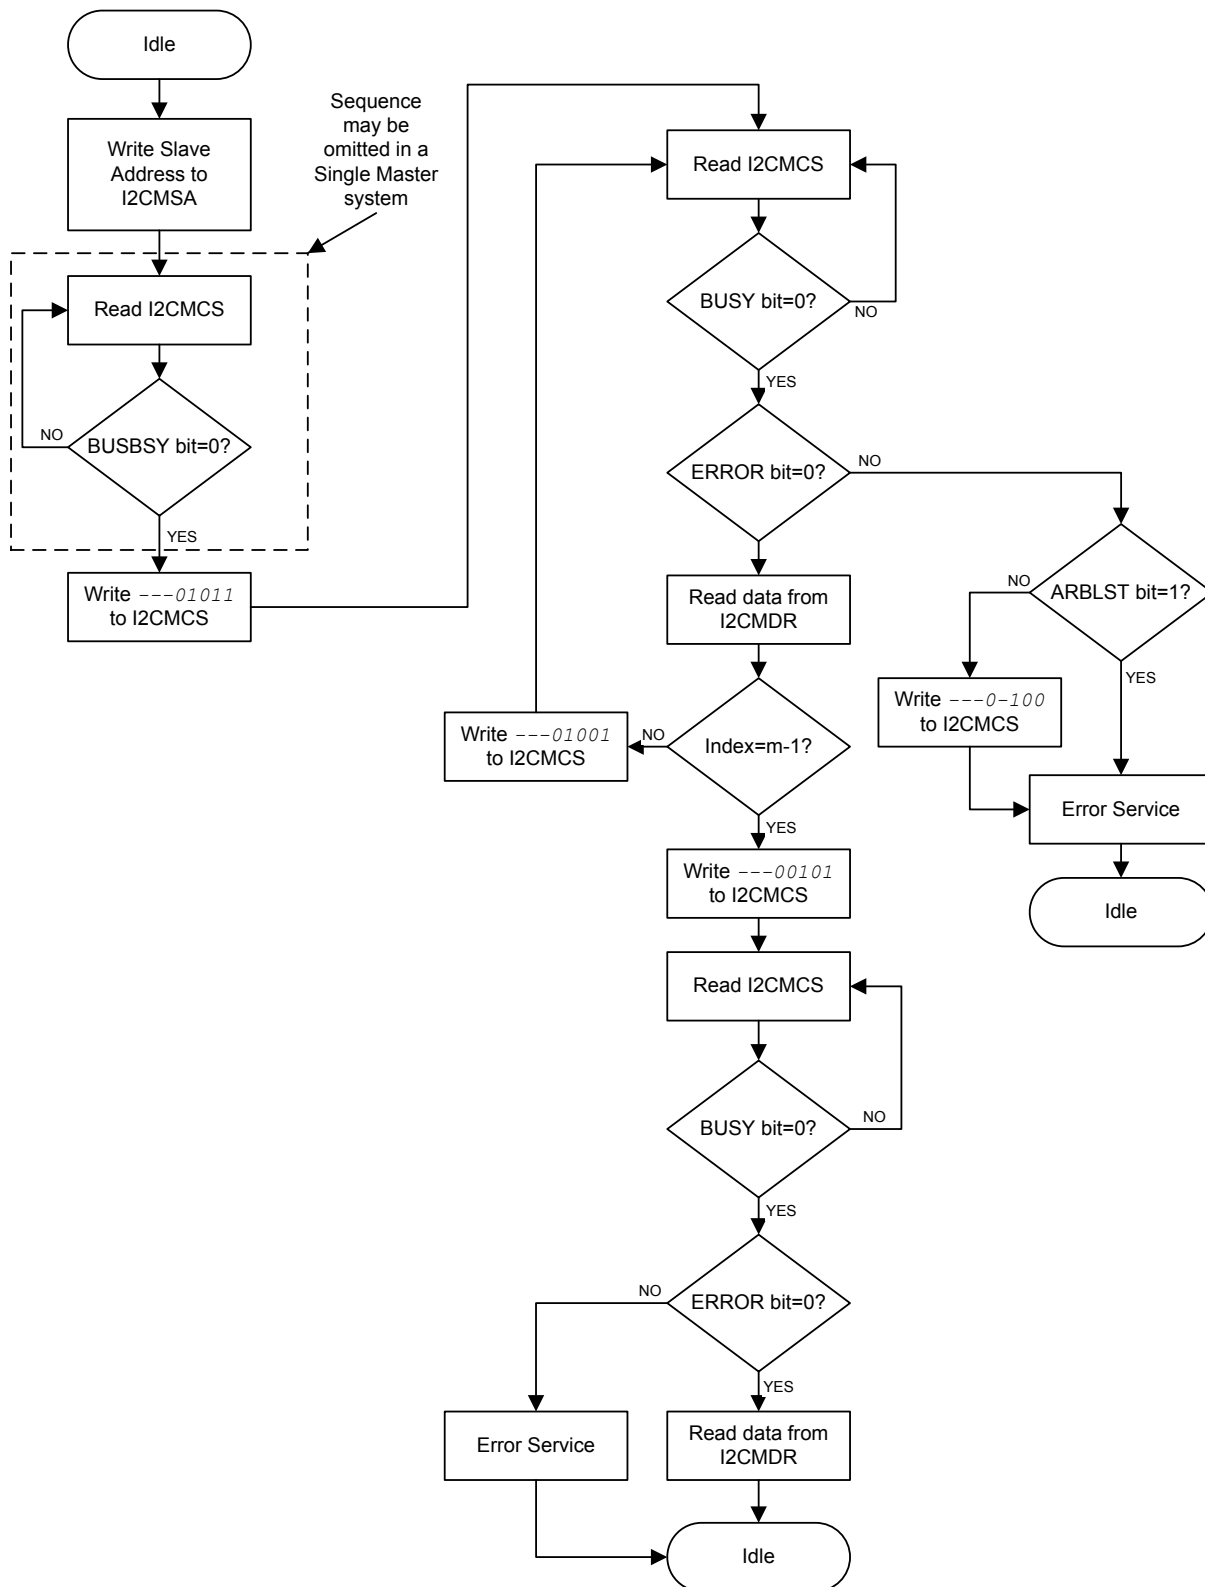 Idle
Write Slave
Address to
I2CMSA
Sequence
may be
omitted in a
Single Master
system
Read I2CMCS
BUSBSY bit=0?
NO
YES
Write ---01011
to I2CMCS
Read I2CMCS
BUSY bit=0?
NO
YES
ERROR bit=0?
NO
Read data from
I2CMDR
ARBLST bit=1?
NO
YES
Write ---0-100
to I2CMCS
Error Service
Idle
Index=m-1?
NO
Write ---01001
to I2CMCS
YES
Write ---00101
to I2CMCS
Read I2CMCS
BUSY bit=0?
NO
YES
ERROR bit=0?
NO
YES
Error Service
Read data from
I2CMDR
Idle